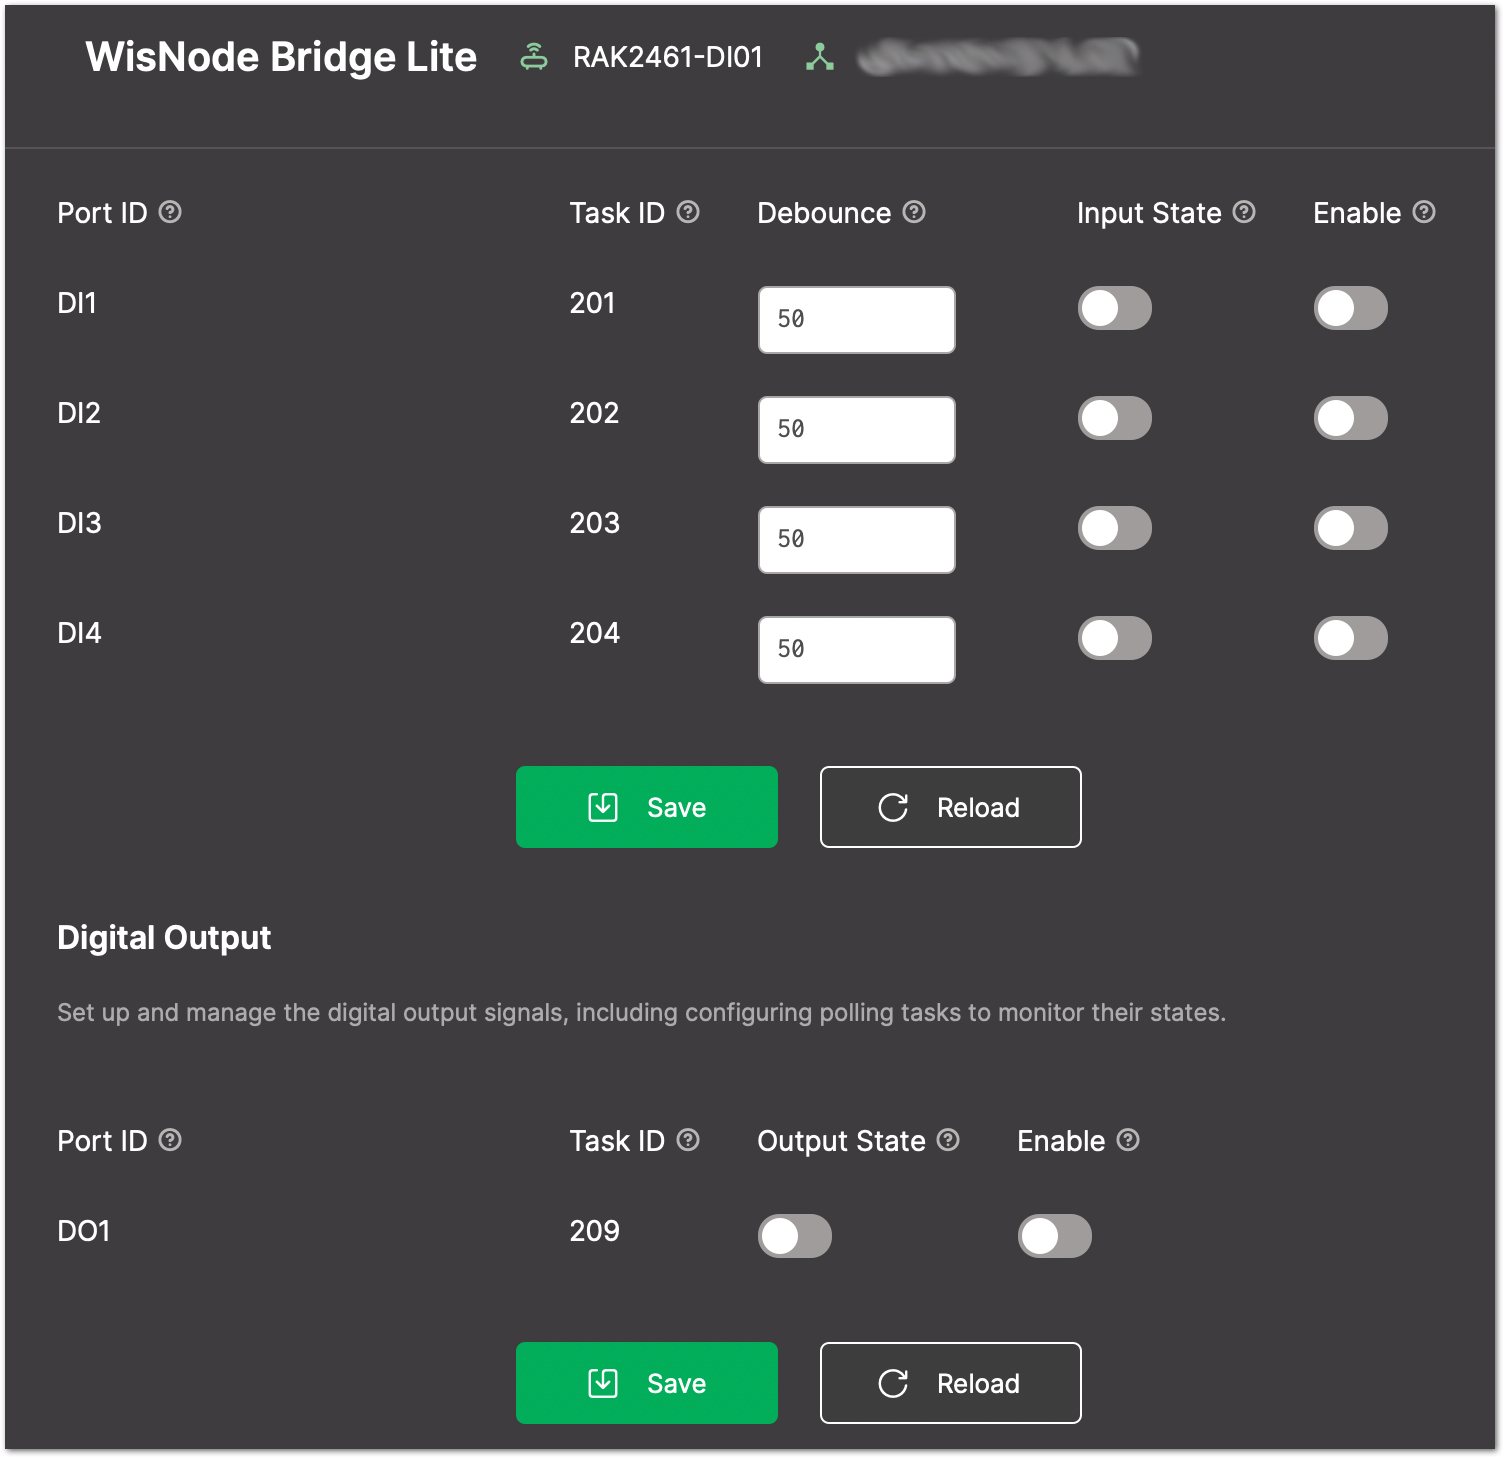 WisNode Bridge Lite RAK2461-DI01
Port ID Task ID Debounce Input State Enable
DI1 201 50
DI2 202 50
DI3 203 50
DI4 204 50
Save Reload
Digital Output
Set up and manage the digital output signals, including configuring polling tasks to monitor their states.
Port ID Task ID Output State Enable
DO1 209
Save Reload